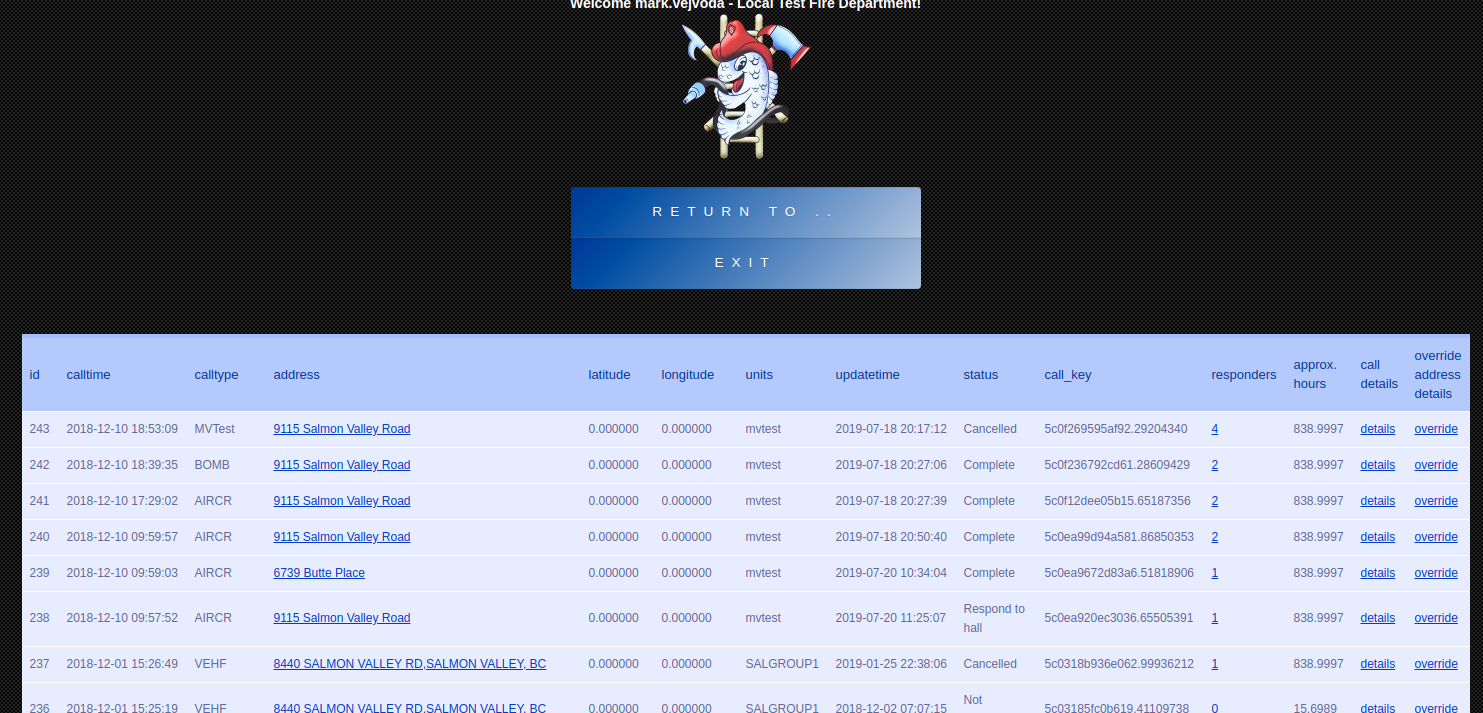 Welcome mark.vejvoda - Local Test Fire Department!
RETURN TO ..
EXIT
id calltime calltype address latitude longitude units updatetime status call_key responders approx. hours call details override address details
243 2018-12-10 18:53:09 MVTest 9115 Salmon Valley Road 0.000000 0.000000 mvtest 2019-07-18 20:17:12 Cancelled 5c0f269595af92.29204340 4 838.9997 details override
242 2018-12-10 18:39:35 BOMB 9115 Salmon Valley Road 0.000000 0.000000 mvtest 2019-07-18 20:27:06 Complete 5c0f236792cd61.28609429 2 838.9997 details override
241 2018-12-10 17:29:02 AIRCR 9115 Salmon Valley Road 0.000000 0.000000 mvtest 2019-07-18 20:27:39 Complete 5c0f12dee05b15.65187356 2 838.9997 details override
240 2018-12-10 09:59:57 AIRCR 9115 Salmon Valley Road 0.000000 0.000000 mvtest 2019-07-18 20:50:40 Complete 5c0ea99d94a581.86850353 2 838.9997 details override
239 2018-12-10 09:59:03 AIRCR 6739 Butte Place 0.000000 0.000000 mvtest 2019-07-20 10:34:04 Complete 5c0ea9672d83a6.51818906 1 838.9997 details override
238 2018-12-10 09:57:52 AIRCR 9115 Salmon Valley Road 0.000000 0.000000 mvtest 2019-07-20 11:25:07 Respond to hall 5c0ea920ec3036.65505391 1 838.9997 details override
237 2018-12-01 15:26:49 VEHF 8440 SALMON VALLEY RD,SALMON VALLEY, BC 0.000000 0.000000 SALGROUP1 2019-01-25 22:38:06 Cancelled 5c0318b936e062.99936212 1 838.9997 details override
236 2018-12-01 15:25:19 VEHF 8440 SALMON VALLEY RD,SALMON VALLEY, BC 0.000000 0.000000 SALGROUP1 2018-12-02 07:07:15 Not 5c03185fc0b619.41109738 0 15.6989 details override